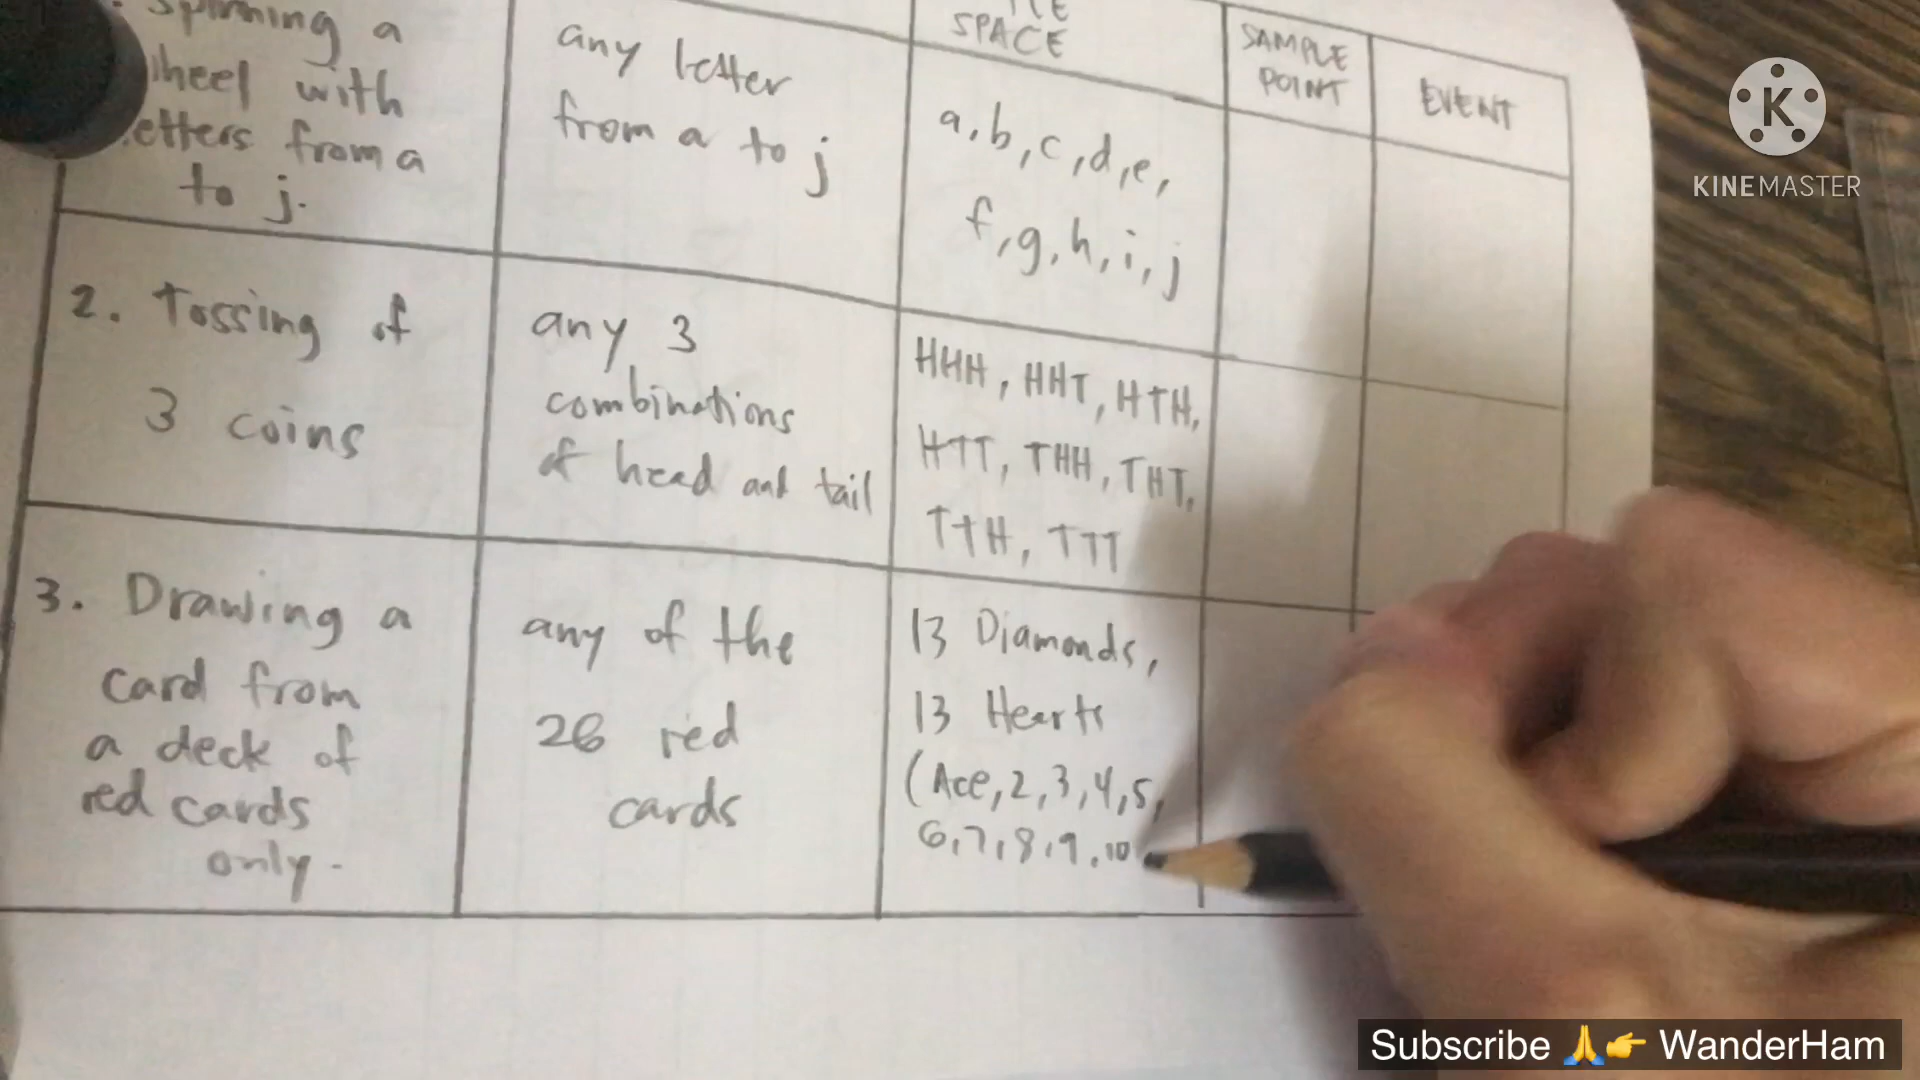 Spinning a
wheel with
letters from a
to j.
any letter
from a to j
SPACE
a, b, c, d, e,
f, g, h, i, j
SAMPLE
POINT
EVENT
2. Tossing of
3 coins
any 3
combinations
of head and tail
HHH, HHT, HTH,
HTT, THH, THT,
TTH, TTT
3. Drawing a
card from
a deck of
red cards
only.
any of the
26 red
cards
13 Diamonds,
13 Hearts
(Ace, 2, 3, 4, 5,
6, 7, 8, 9, 10
K
KINEMASTER
Subscribe 🙏👉 WanderHam